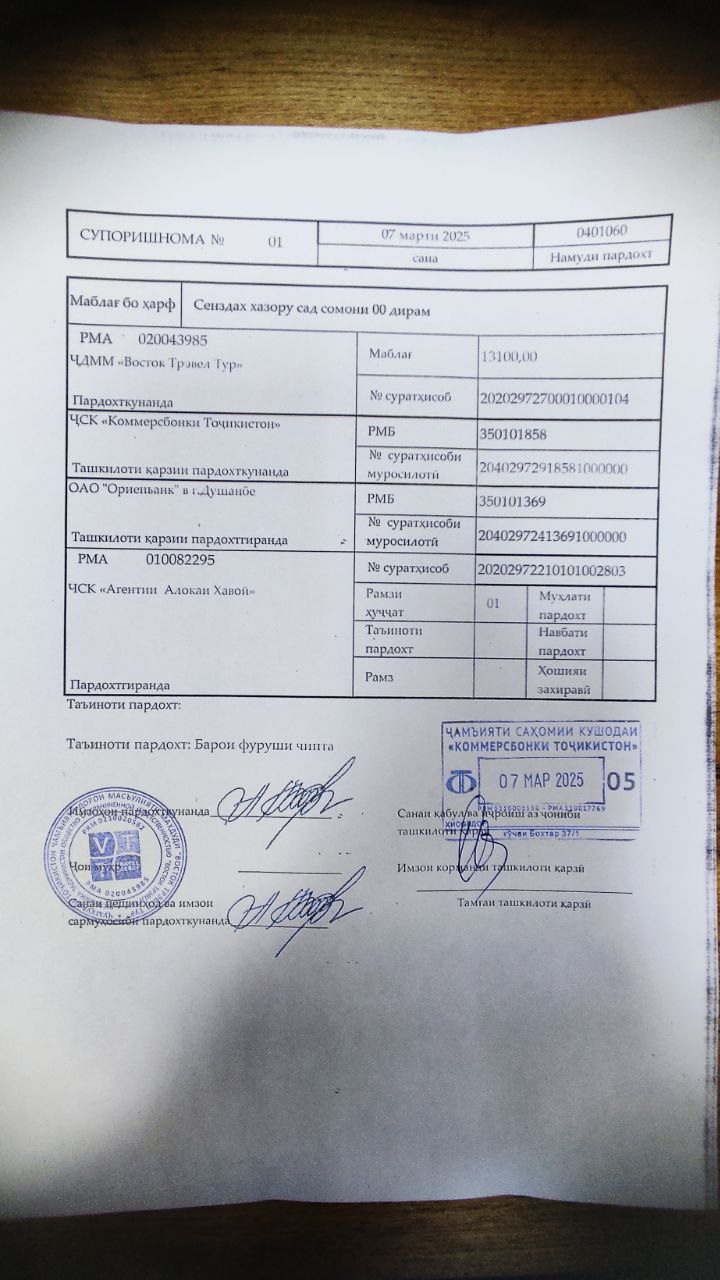 СУПОРИШНОМА № 01
07 марти 2025
сана
0401060
Намуди пардохт
Маблағ бо ҳарф
Сенздах хазору сад сомони 00 дирам
РМА 020043985
ҶДММ «Восток Трэвел Тур»
Пардохткунанда
Маблағ
13100,00
№ суратҳисоб
20202972700010000104
ҶСК «Коммерсбонки Тоҷикистон»
Ташкилоти қарзии пардохткунанда
РМБ
350101858
№ суратҳисоби
муросилотӣ
20402972918581000000
ОАО "Ориеньанк" в г.Душанбе
Ташкилоти қарзии пардохтгиранда
РМБ
350101369
№ суратҳисоби
муросилотӣ
20402972413691000000
РМА 010082295
ҶСК «Агентии Алокаи Хавоӣ»
Пардохтгиранда
№ суратҳисоб
20202972210101002803
Рамзи
ҳуҷҷат
01
Муҳлати
пардохт
Таъиноти
пардохт
Навбати
пардохт
Рамз
Ҳошияи
захиравӣ
Таъиноти пардохт:
Таъиноти пардохт: Барои фуруши чипта
ҶАМЪИЯТИ САҲОМИИ КУШОДАИ
«КОММЕРСБОНКИ ТОҶИКИСТОН»
07 МАР 2025
05
кӯчаи Бохтар 37/1
Имзоҳои пардохткунанда
Санаи қабул ва иҷроиш аз ҷониби
ташкилоти қарзӣ
Ҷои муҳр
Имзои корманди ташкилоти қарзӣ
Санаи пешниҳод ва имзои
сармуҳосиби пардохткунанда
Тамғаи ташкилоти қарзӣ
РМА 020043985